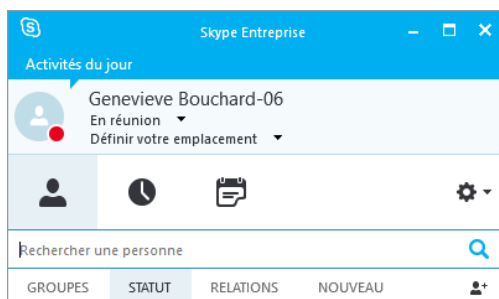 Skype Entreprise
Activités du jour
Genevieve Bouchard-06
En réunion
Définir votre emplacement
Rechercher une personne
GROUPES STATUT RELATIONS NOUVEAU